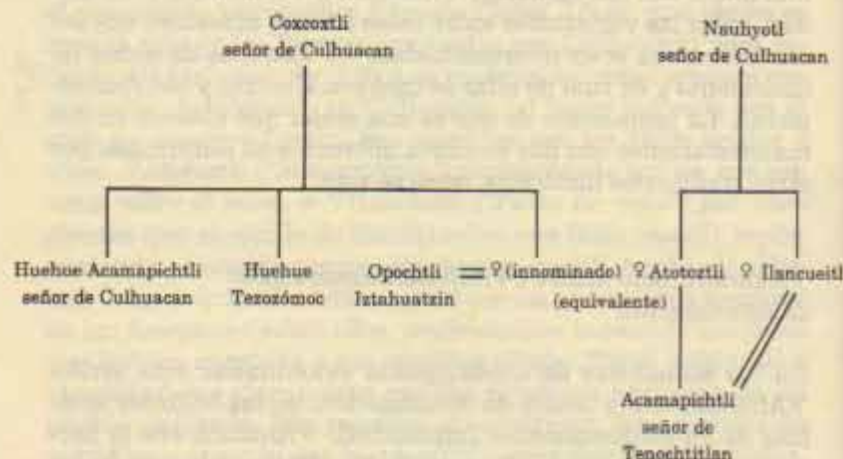 Coxcoxtli
señor de Culhuacan
Nauhyotl
señor de Culhuacan
Huehue Acamapichtli
señor de Culhuacan
Huehue
Tezozómoc
Opochtli
Iztahuatzin
= ♀ (innominado)
♀ Atotoztli
(equivalente)
♀ Ilancueitl
Acamapichtli
señor de
Tenochtitlan